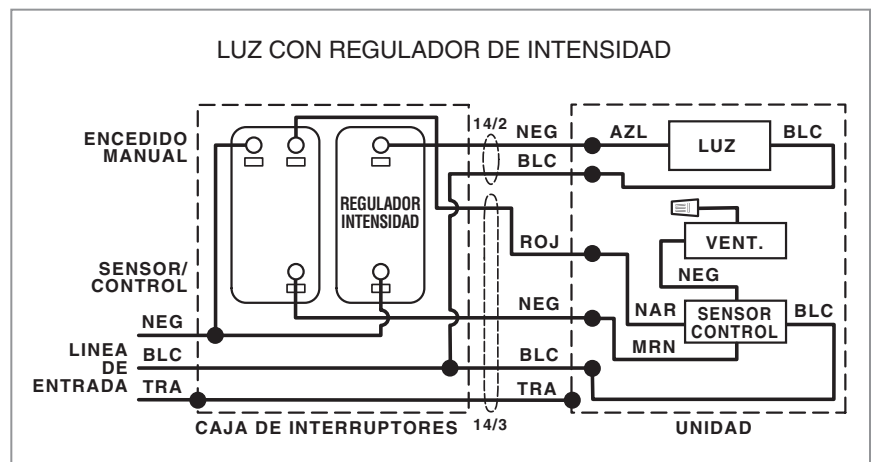 LUZ CON REGULADOR DE INTENSIDAD
ENCEDIDO
MANUAL
SENSOR/
CONTROL
NEG
LINEA
DE
ENTRADA
BLC
TRA
REGULADOR
INTENSIDAD
14/2
NEG
BLC
ROJ
NEG
BLC
TRA
14/3
AZL
LUZ
BLC
VENT.
NEG
NAR
SENSOR
CONTROL
BLC
MRN
CAJA DE INTERRUPTORES
UNIDAD